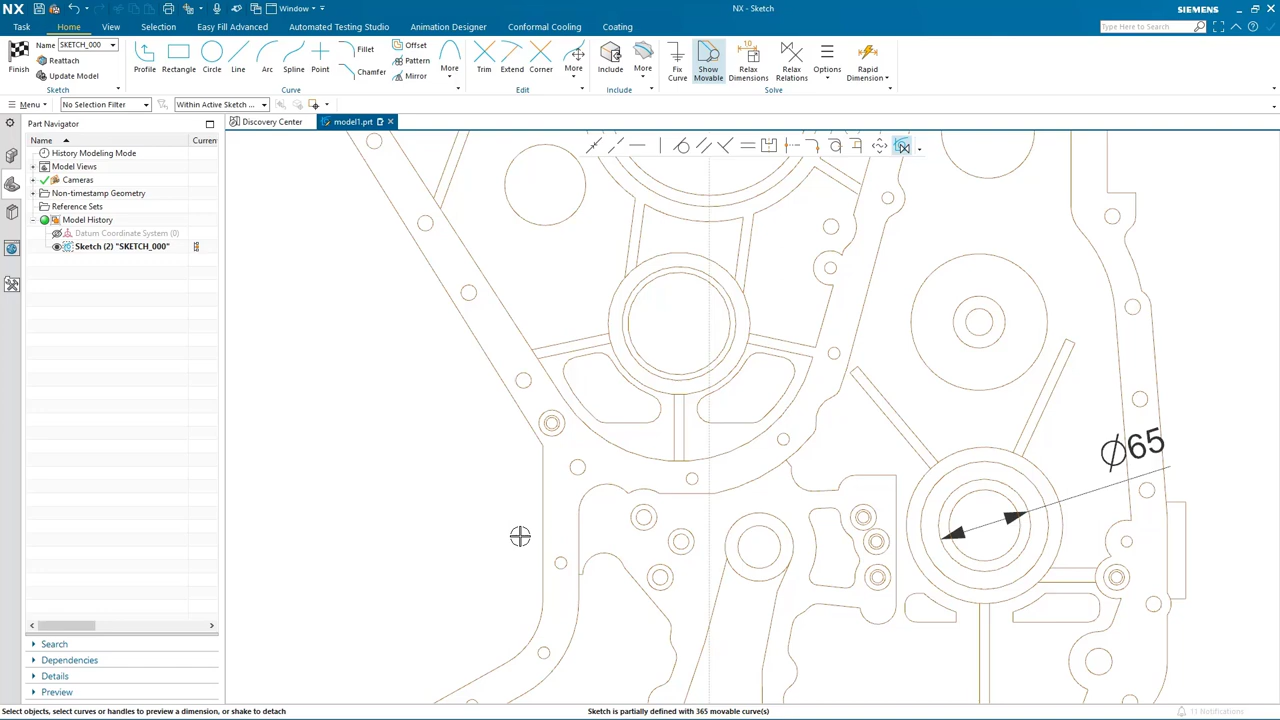 NX
Window
NX - Sketch
SIEMENS
Task
Home
Tools
View
Selection
Easy Fill Advanced
Automated Testing Studio
Animation Designer
Conformal Cooling
Coating
Type Here to Search
Finish
Name
SKETCH_000
Reattach
Update Model
Sketch
Profile
Rectangle
Circle
Line
Arc
Spline
Point
Fillet
Chamfer
Offset
Pattern
Mirror
More
Curve
Trim
Extend
Corner
More
Edit
Include
More
Include
Fix
Curve
Show
Movable
Relax
Dimensions
Relax
Relations
Options
Rapid
Dimension
Solve
Menu
No Selection Filter
Within Active Sketch ...
Part Navigator
Discovery Center
model1.prt
Name
Curren
History Modeling Mode
Model Views
Cameras
Non-timestamp Geometry
Reference Sets
Model History
Datum Coordinate System (0)
Sketch (2) "SKETCH_000"
∅65
Search
Dependencies
Details
Preview
Select objects, select curves or handles to preview a dimension, or shake to detach
Sketch is partially defined with 365 movable curve(s)
11 Notifications